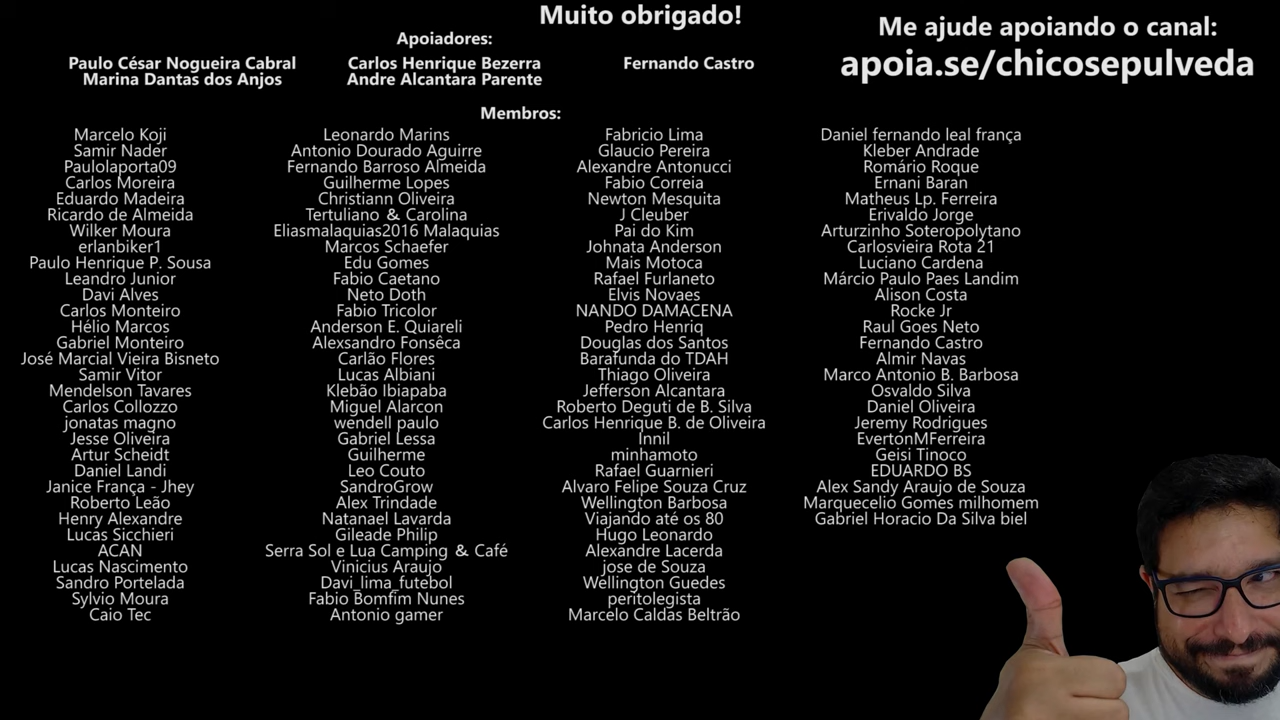 Muito obrigado!
Apoiadores:
Paulo César Nogueira Cabral
Marina Dantas dos Anjos
Carlos Henrique Bezerra
Andre Alcantara Parente
Fernando Castro
Me ajude apoiando o canal:
apoia.se/chicosepulveda
Membros:
Marcelo Koji
Samir Nader
Paulolaporta09
Carlos Moreira
Eduardo Madeira
Ricardo de Almeida
Wilker Moura
erlanbiker1
Paulo Henrique P. Sousa
Leandro Junior
Davi Alves
Carlos Monteiro
Hélio Marcos
Gabriel Monteiro
José Marcial Vieira Bisneto
Samir Vitor
Mendelson Tavares
Carlos Collozzo
jonatas magno
Jesse Oliveira
Artur Scheidt
Daniel Landi
Janice França - Jhey
Roberto Leão
Henry Alexandre
Lucas Sicchieri
ACAN
Lucas Nascimento
Sandro Portelada
Sylvio Moura
Caio Tec
Leonardo Marins
Antonio Dourado Aguirre
Fernando Barroso Almeida
Guilherme Lopes
Christiann Oliveira
Tertuliano & Carolina
Eliasmalaquias2016 Malaquias
Marcos Schaefer
Edu Gomes
Fabio Caetano
Neto Doth
Fabio Tricolor
Anderson E. Quiareli
Alexsandro Fonsêca
Carlão Flores
Lucas Albiani
Klebão Ibiapaba
Miguel Alarcon
wendell paulo
Gabriel Lessa
Guilherme
Leo Couto
SandroGrow
Alex Trindade
Natanael Lavarda
Gileade Philip
Serra Sol e Lua Camping & Café
Vinicius Araujo
Davi_lima_futebol
Fabio Bomfim Nunes
Antonio gamer
Fabricio Lima
Glaucio Pereira
Alexandre Antonucci
Fabio Correia
Newton Mesquita
J Cleuber
Pai do Kim
Johnata Anderson
Mais Motoca
Rafael Furlaneto
Elvis Novaes
NANDO DAMACENA
Pedro Henriq
Douglas dos Santos
Barafunda do TDAH
Thiago Oliveira
Jefferson Alcantara
Roberto Deguti de B. Silva
Carlos Henrique B. de Oliveira
Innil
minhamoto
Rafael Guarnieri
Alvaro Felipe Souza Cruz
Wellington Barbosa
Viajando até os 80
Hugo Leonardo
Alexandre Lacerda
jose de Souza
Wellington Guedes
peritolegista
Marcelo Caldas Beltrão
Daniel fernando leal frança
Kleber Andrade
Romário Roque
Ernani Baran
Matheus Lp. Ferreira
Erivaldo Jorge
Arturzinho Soteropolytano
Carlosvieira Rota 21
Luciano Cardena
Márcio Paulo Paes Landim
Alison Costa
Rocke Jr
Raul Goes Neto
Fernando Castro
Almir Navas
Marco Antonio B. Barbosa
Osvaldo Silva
Daniel Oliveira
Jeremy Rodrigues
EvertonMFerreira
Geisi Tinoco
EDUARDO BS
Alex Sandy Araujo de Souza
Marquecelio Gomes milhomem
Gabriel Horacio Da Silva biel